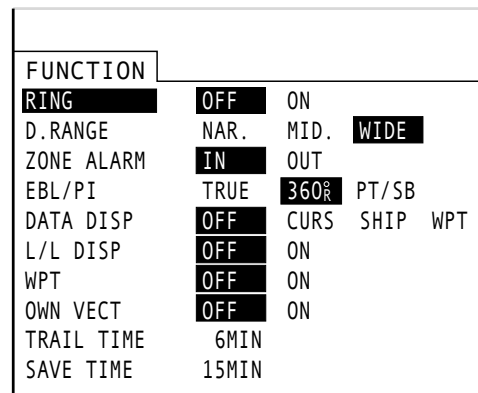 FUNCTION
RING OFF ON
D.RANGE NAR. MID. WIDE
ZONE ALARM IN OUT
EBL/PI TRUE 360°R PT/SB
DATA DISP OFF CURS SHIP WPT
L/L DISP OFF ON
WPT OFF ON
OWN VECT OFF ON
TRAIL TIME 6MIN
SAVE TIME 15MIN